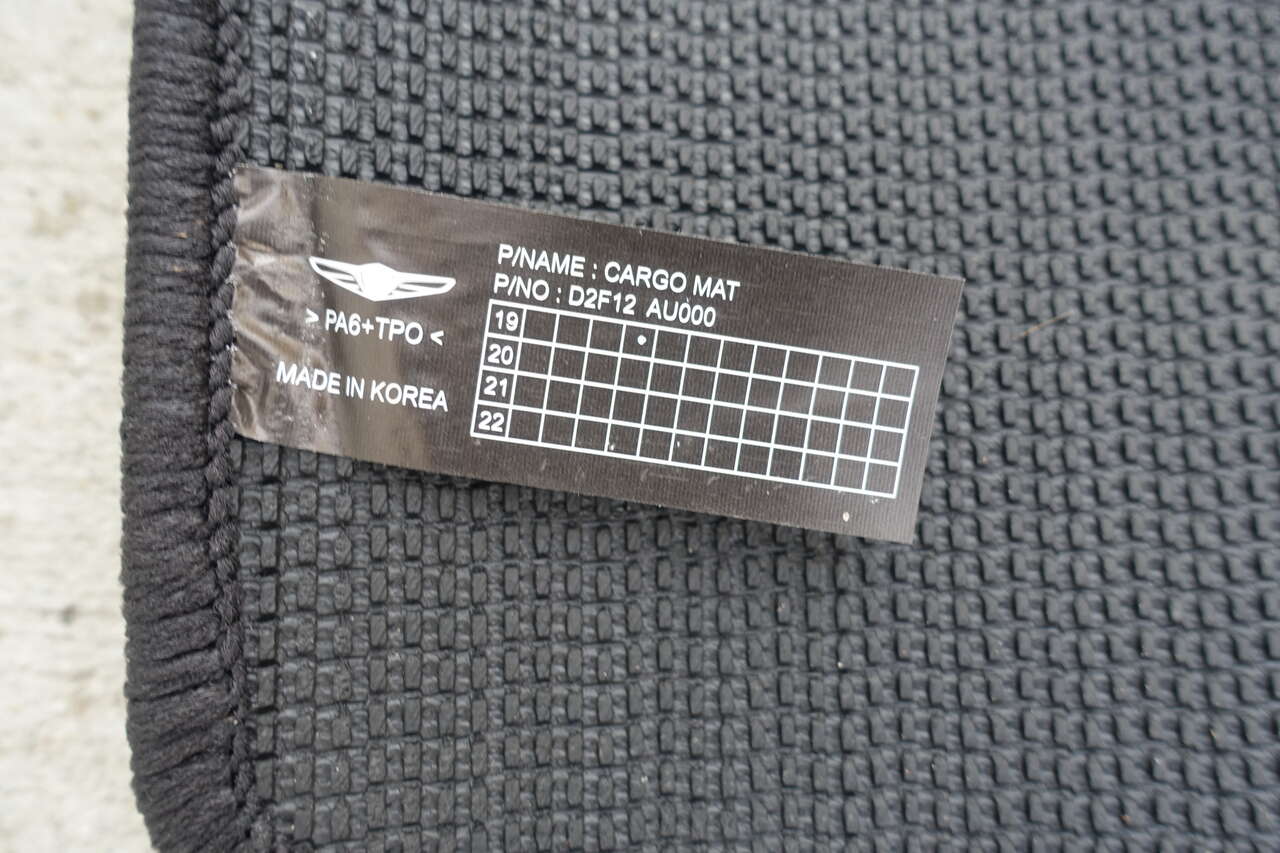 P/NAME : CARGO MAT
P/NO : D2F12 AU000
> PA6+TPO <
MADE IN KOREA
19
20
21
22